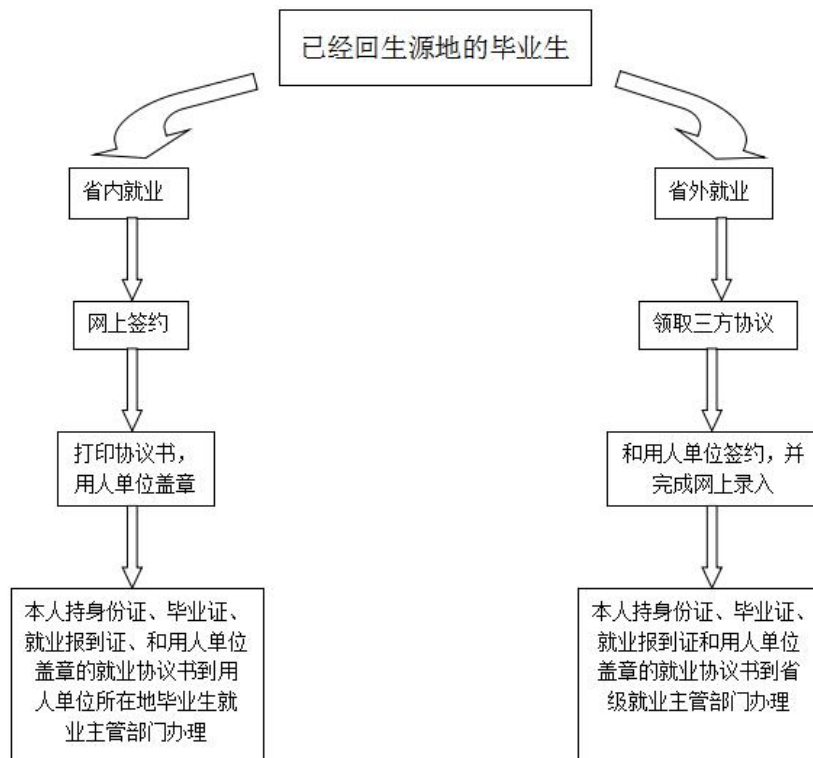 已经回生源地的毕业生
省内就业
网上签约
打印协议书，
用人单位盖章
本人持身份证、毕业证、
就业报到证、和用人单位
盖章的就业协议书到用
人单位所在地毕业生就
业主管部门办理
省外就业
领取三方协议
和用人单位签约，并
完成网上录入
本人持身份证、毕业证、
就业报到证和用人单位
盖章的就业协议书到省
级就业主管部门办理